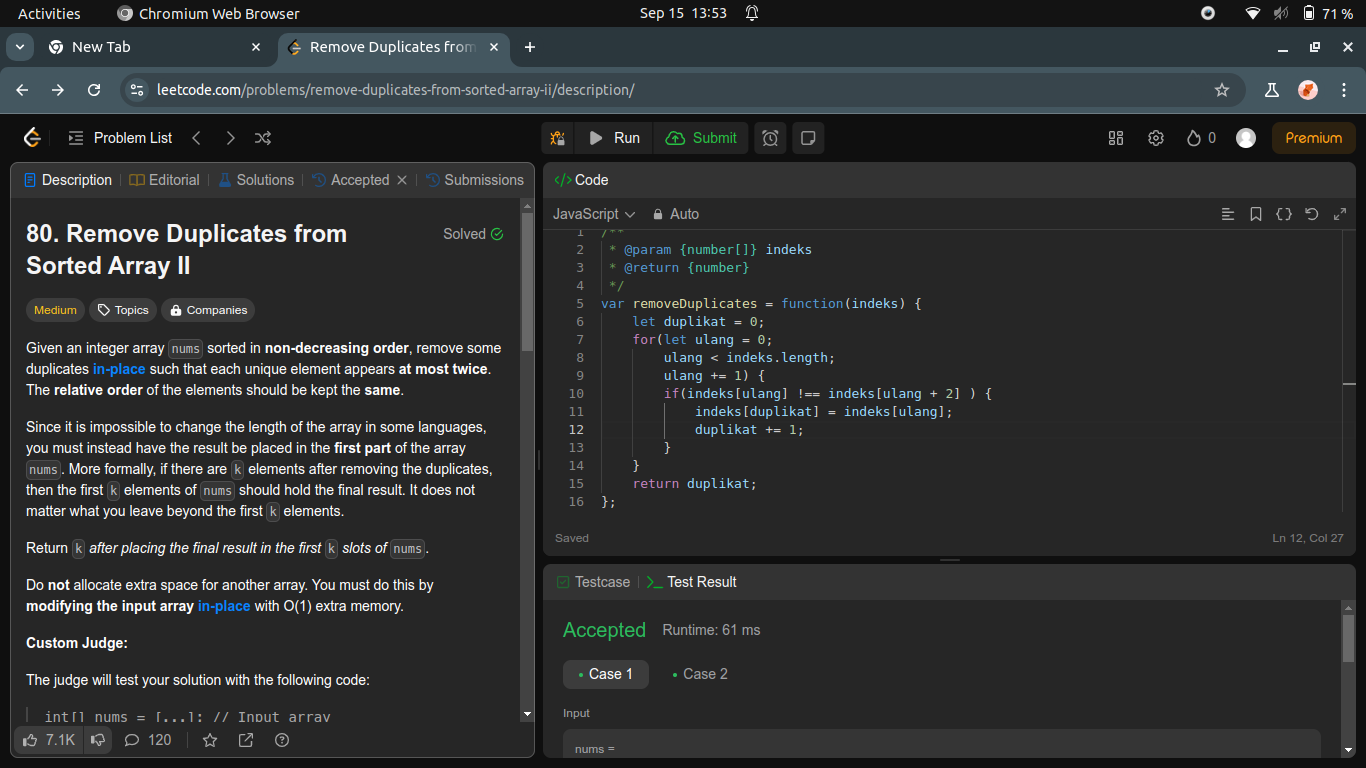 Activities Chromium Web Browser Sep 15 13:53 71 %
New Tab Remove Duplicates from
leetcode.com/problems/remove-duplicates-from-sorted-array-ii/description/
Problem List Run Submit 0 Premium
Description Editorial Solutions Accepted Submissions
80. Remove Duplicates from
Sorted Array II
Solved
Medium Topics Companies
Given an integer array nums sorted in non-decreasing order, remove some
duplicates in-place such that each unique element appears at most twice.
The relative order of the elements should be kept the same.
Since it is impossible to change the length of the array in some languages,
you must instead have the result be placed in the first part of the array
nums. More formally, if there are k elements after removing the duplicates,
then the first k elements of nums should hold the final result. It does not
matter what you leave beyond the first k elements.
Return k after placing the final result in the first k slots of nums.
Do not allocate extra space for another array. You must do this by
modifying the input array in-place with O(1) extra memory.
Custom Judge:
The judge will test your solution with the following code:
int[] nums = [...]; // Input array
7.1K 120
</> Code
JavaScript Auto
1 /**
2 * @param {number[]} indeks
3 * @return {number}
4 */
5 var removeDuplicates = function(indeks) {
6 let duplikat = 0;
7 for(let ulang = 0;
8 ulang < indeks.length;
9 ulang += 1) {
10 if(indeks[ulang] !== indeks[ulang + 2] ) {
11 indeks[duplikat] = indeks[ulang];
12 duplikat += 1;
13 }
14 }
15 return duplikat;
16 };
Saved Ln 12, Col 27
Testcase >_ Test Result
Accepted Runtime: 61 ms
• Case 1 • Case 2
Input
nums =